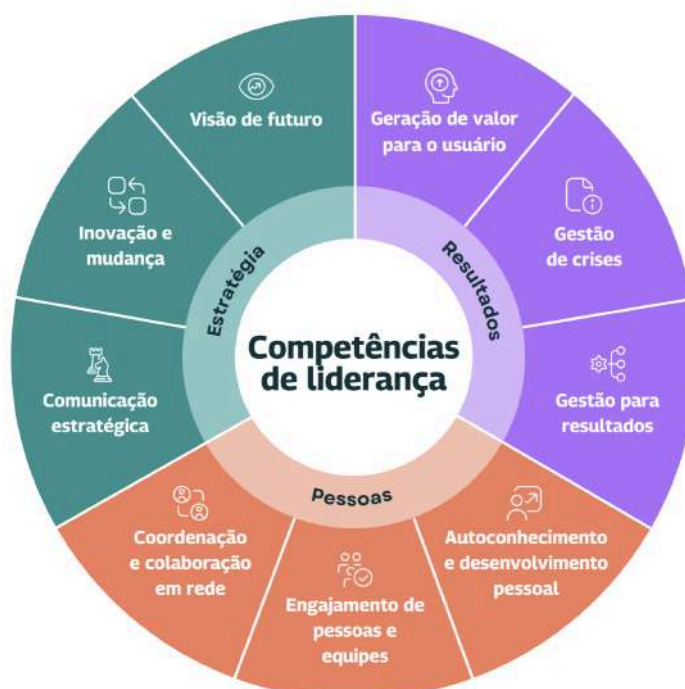 Visão de futuro
Geração de valor
para o usuário
Inovação e
mudança
Gestão
de crises
Estratégia
Resultados
Competências
de liderança
Comunicação
estratégica
Gestão para
resultados
Pessoas
Coordenação
e colaboração
em rede
Engajamento de
pessoas e
equipes
Autoconhecimento
e desenvolvimento
pessoal